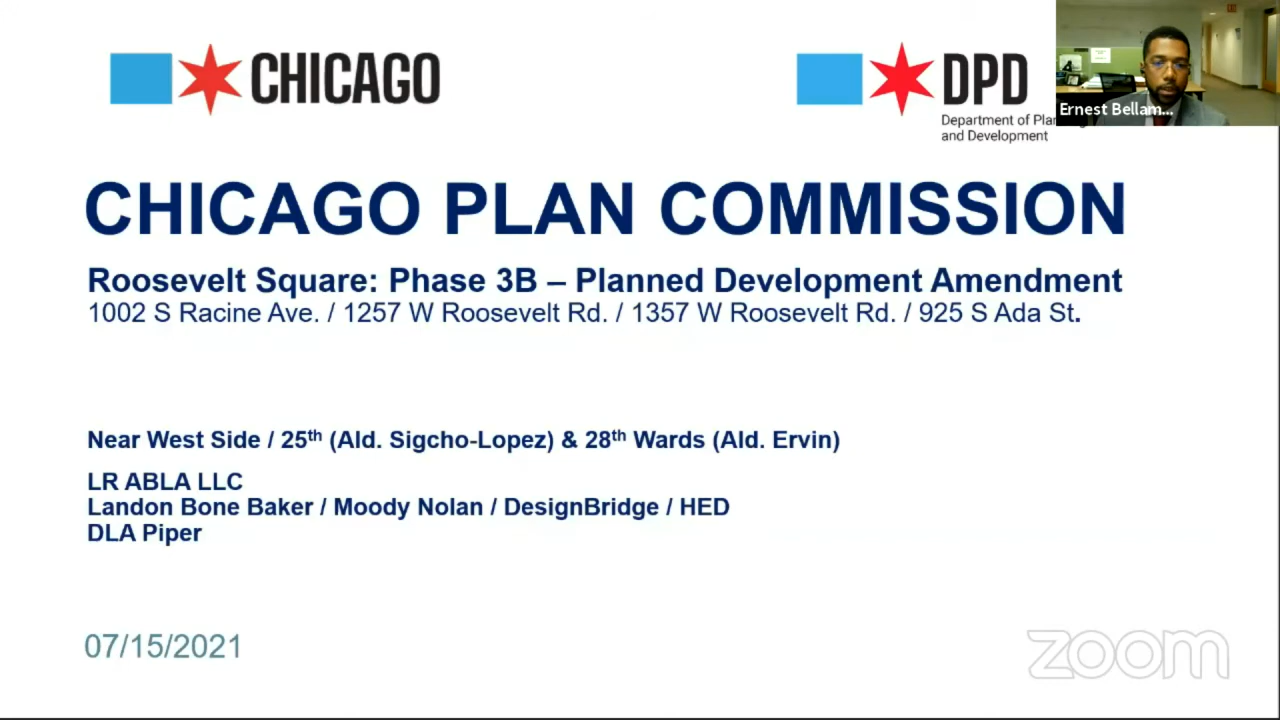 CHICAGO
DPD
Department of
and Development
Ernest Bellam...
CHICAGO PLAN COMMISSION
Roosevelt Square: Phase 3B – Planned Development Amendment
1002 S Racine Ave. / 1257 W Roosevelt Rd. / 1357 W Roosevelt Rd. / 925 S Ada St.
Near West Side / 25th (Ald. Sigcho-Lopez) & 28th Wards (Ald. Ervin)
LR ABLA LLC
Landon Bone Baker / Moody Nolan / DesignBridge / HED
DLA Piper
07/15/2021
zoom